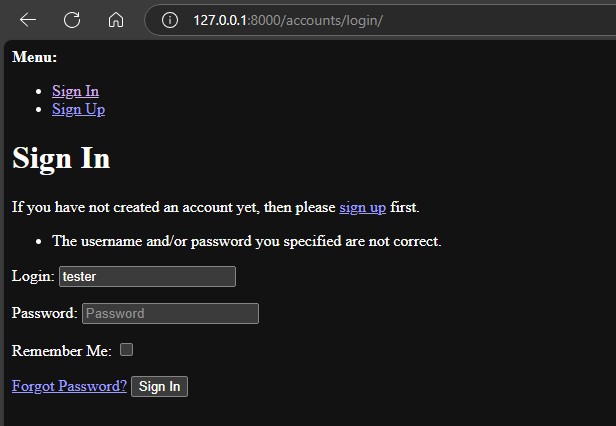 127.0.0.1:8000/accounts/login/
Menu:
Sign In
Sign Up
Sign In
If you have not created an account yet, then please sign up first.
The username and/or password you specified are not correct.
Login: tester
Password: Password
Remember Me:
Forgot Password? Sign In